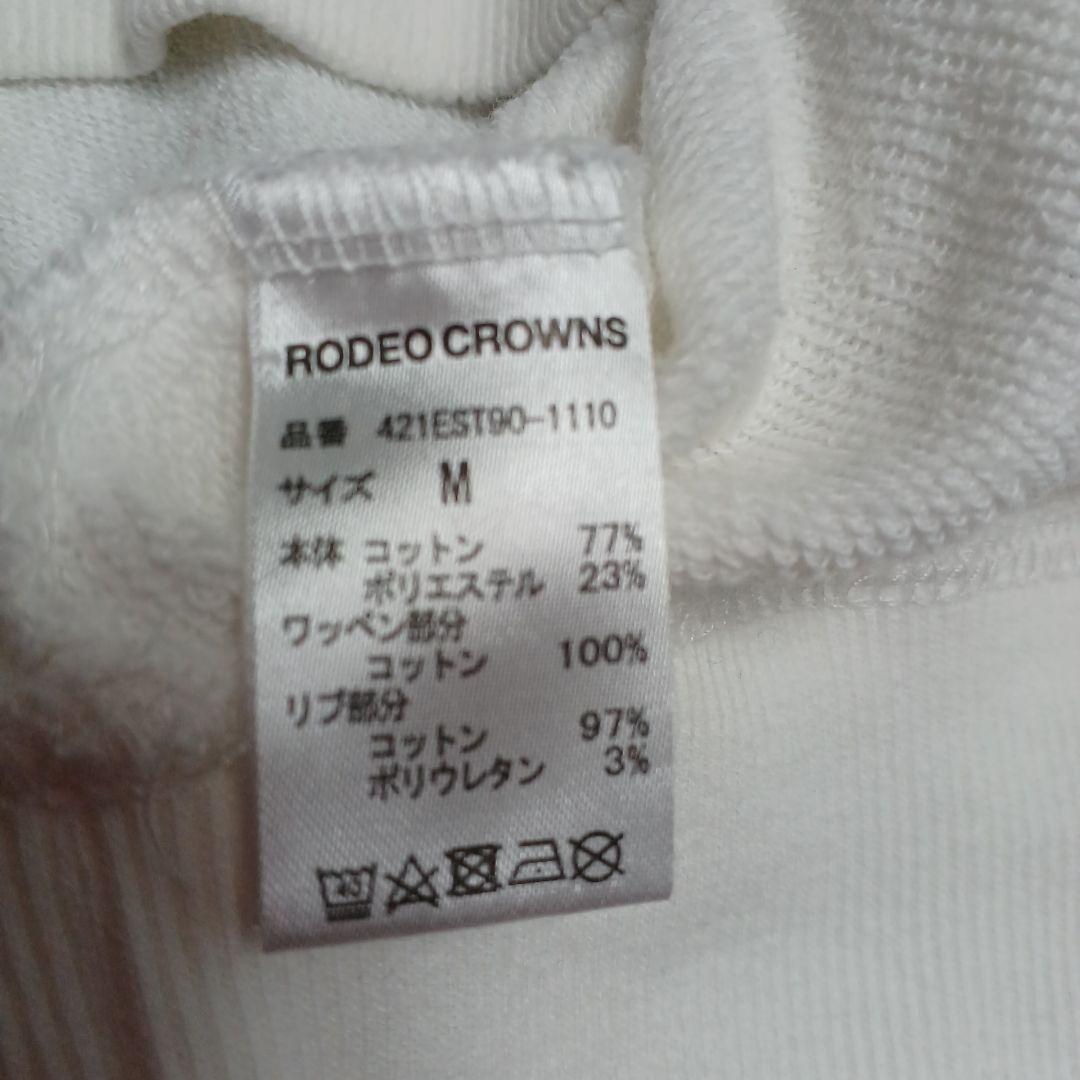 RODEO CROWNS
品番 421EST90-1110
サイズ M
本体 コットン 77%
ポリエステル 23%
ワッペン部分
コットン 100%
リブ部分
コットン 97%
ポリウレタン 3%